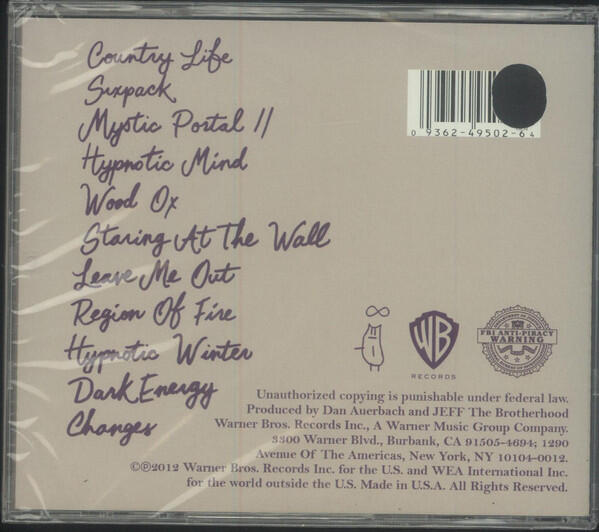 Country Life
Sixpack
Mystic Portal II
Hypnotic Mind
Wood Ox
Staring At The Wall
Leave Me Out
Region Of Fire
Hypnotic Winter
Dark Energy
Changes
0 9362-49502-6 4
WB
RECORDS
FBI ANTI-PIRACY
WARNING
Unauthorized copying is punishable under federal law.
Produced by Dan Auerbach and JEFF The Brotherhood
Warner Bros. Records Inc., A Warner Music Group Company.
3300 Warner Blvd., Burbank, CA 91505-4694; 1290
Avenue Of The Americas, New York, NY 10104-0012.
©℗2012 Warner Bros. Records Inc. for the U.S. and WEA International Inc.
for the world outside the U.S. Made in U.S.A. All Rights Reserved.